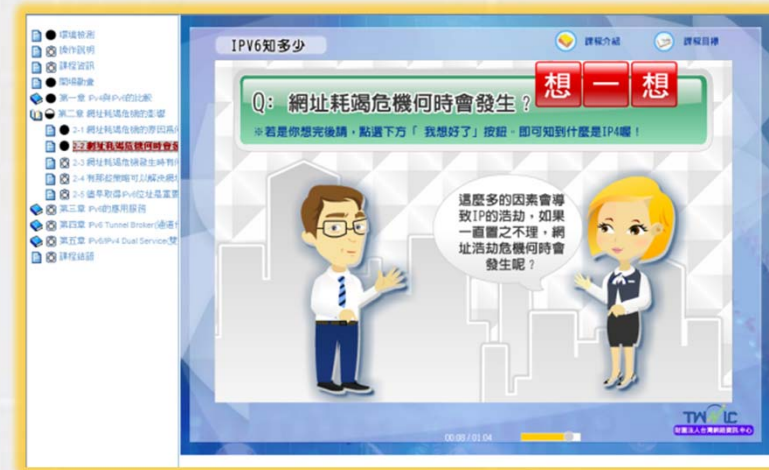 環境檢測
操作說明
課程資訊
開場動畫
第一章 IPv4與IPv6的比較
第二章 網址耗竭危機的影響
2-1 網址耗竭危機的原因為何
2-2 網址耗竭危機何時會發
2-3 網址耗竭危機發生時有何
2-4 有那些策略可以解決網址
2-5 儘早取得IPv6位址是當
第三章 IPv6的應用服務
第四章 IPv6 Tunnel Broker(通道
第五章 IPv6/IPv4 Dual Service(雙
課程結語
IPV6知多少
課程介紹
課程目標
想一想
Q: 網址耗竭危機何時會發生？
※若是你想完後請，點選下方「 我想好了」按鈕。即可知到什麼是IP4喔！
這麼多的因素會導
致IP的浩劫，如果
一直置之不理，網
址浩劫危機何時會
發生呢？
00:08 / 01:04
TWNIC
財團法人台灣網路資訊中心